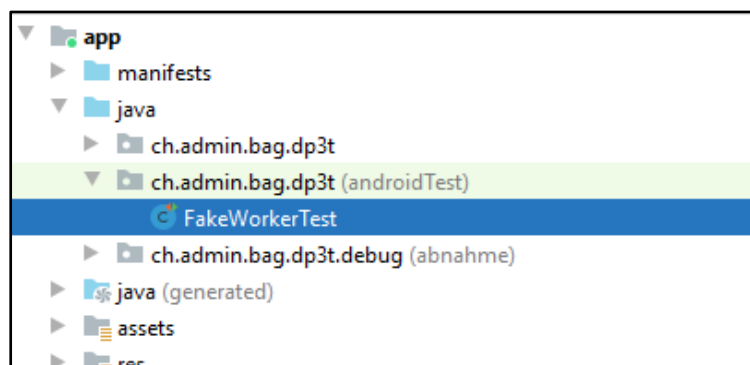 app
manifests
java
ch.admin.bag.dp3t
ch.admin.bag.dp3t (androidTest)
FakeWorkerTest
ch.admin.bag.dp3t.debug (abnahme)
java (generated)
assets
res